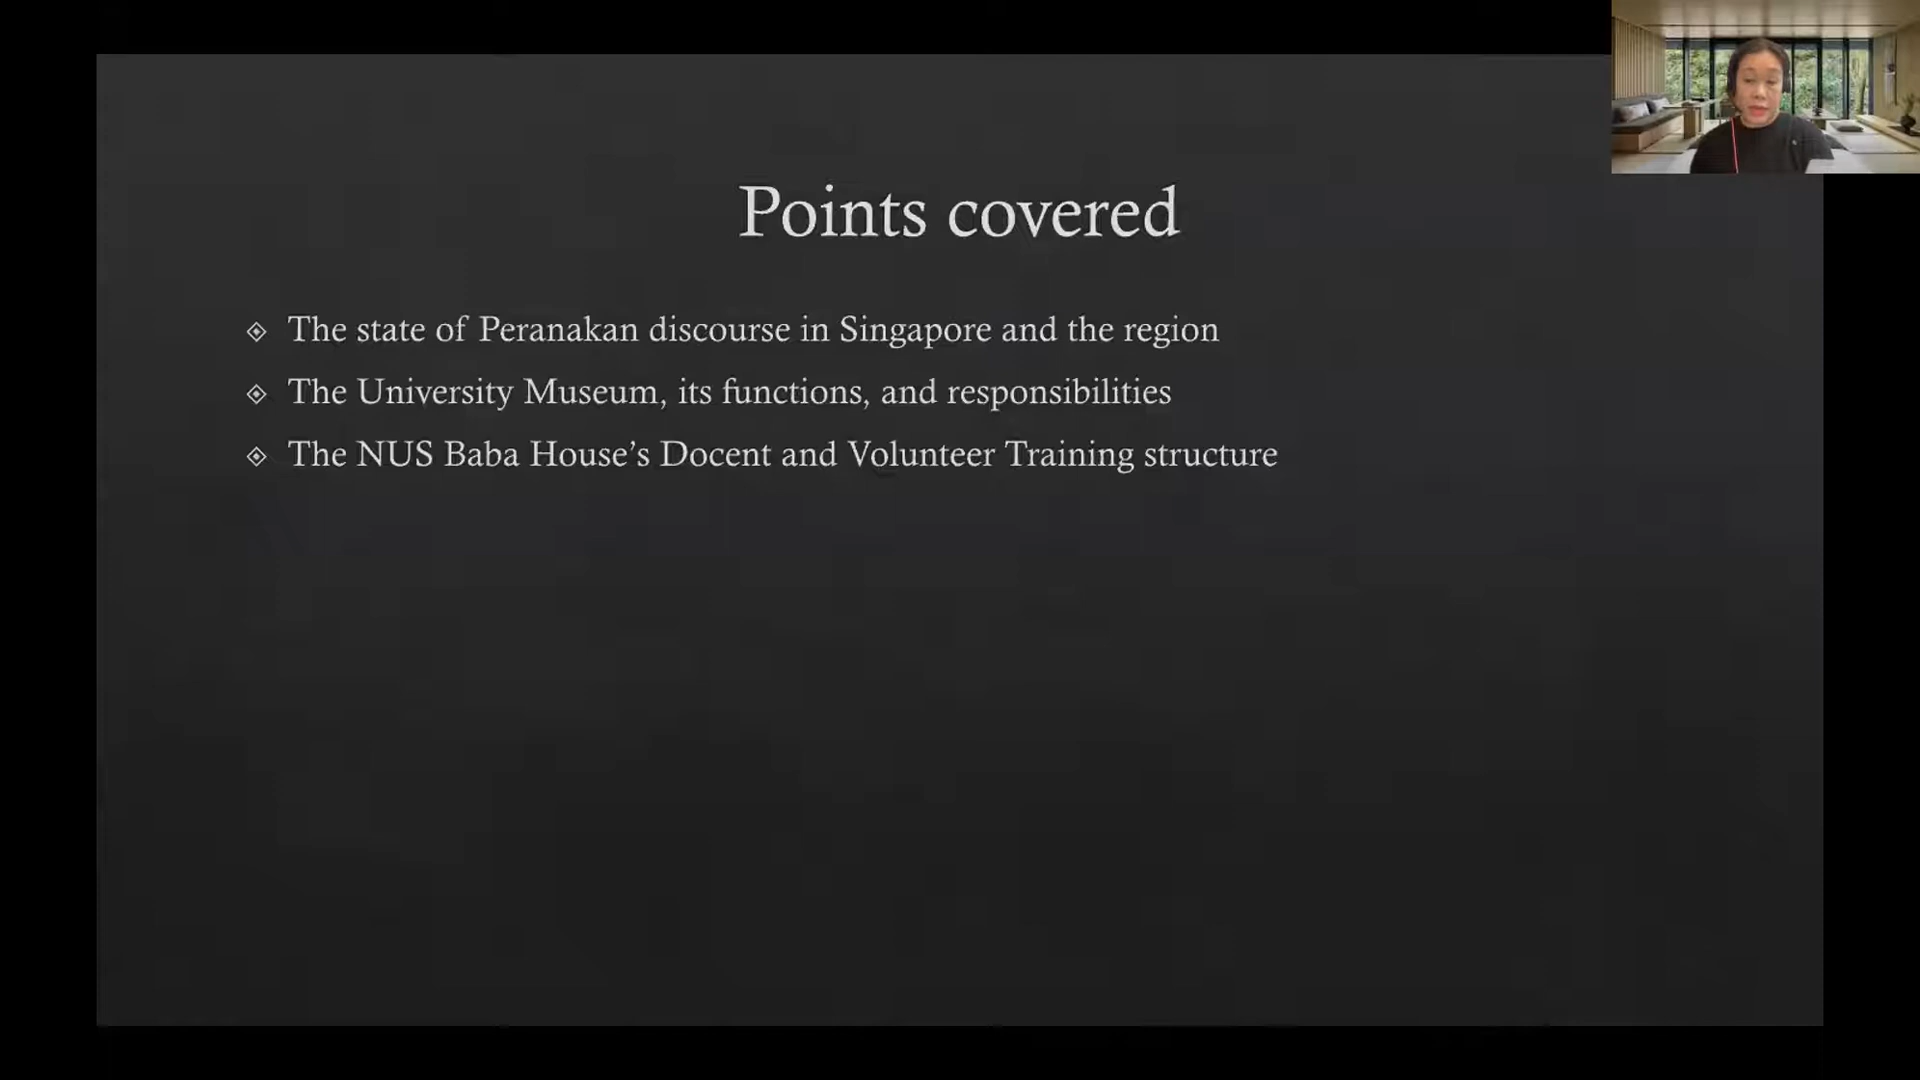 Points covered
The state of Peranakan discourse in Singapore and the region
The University Museum, its functions, and responsibilities
The NUS Baba House’s Docent and Volunteer Training structure